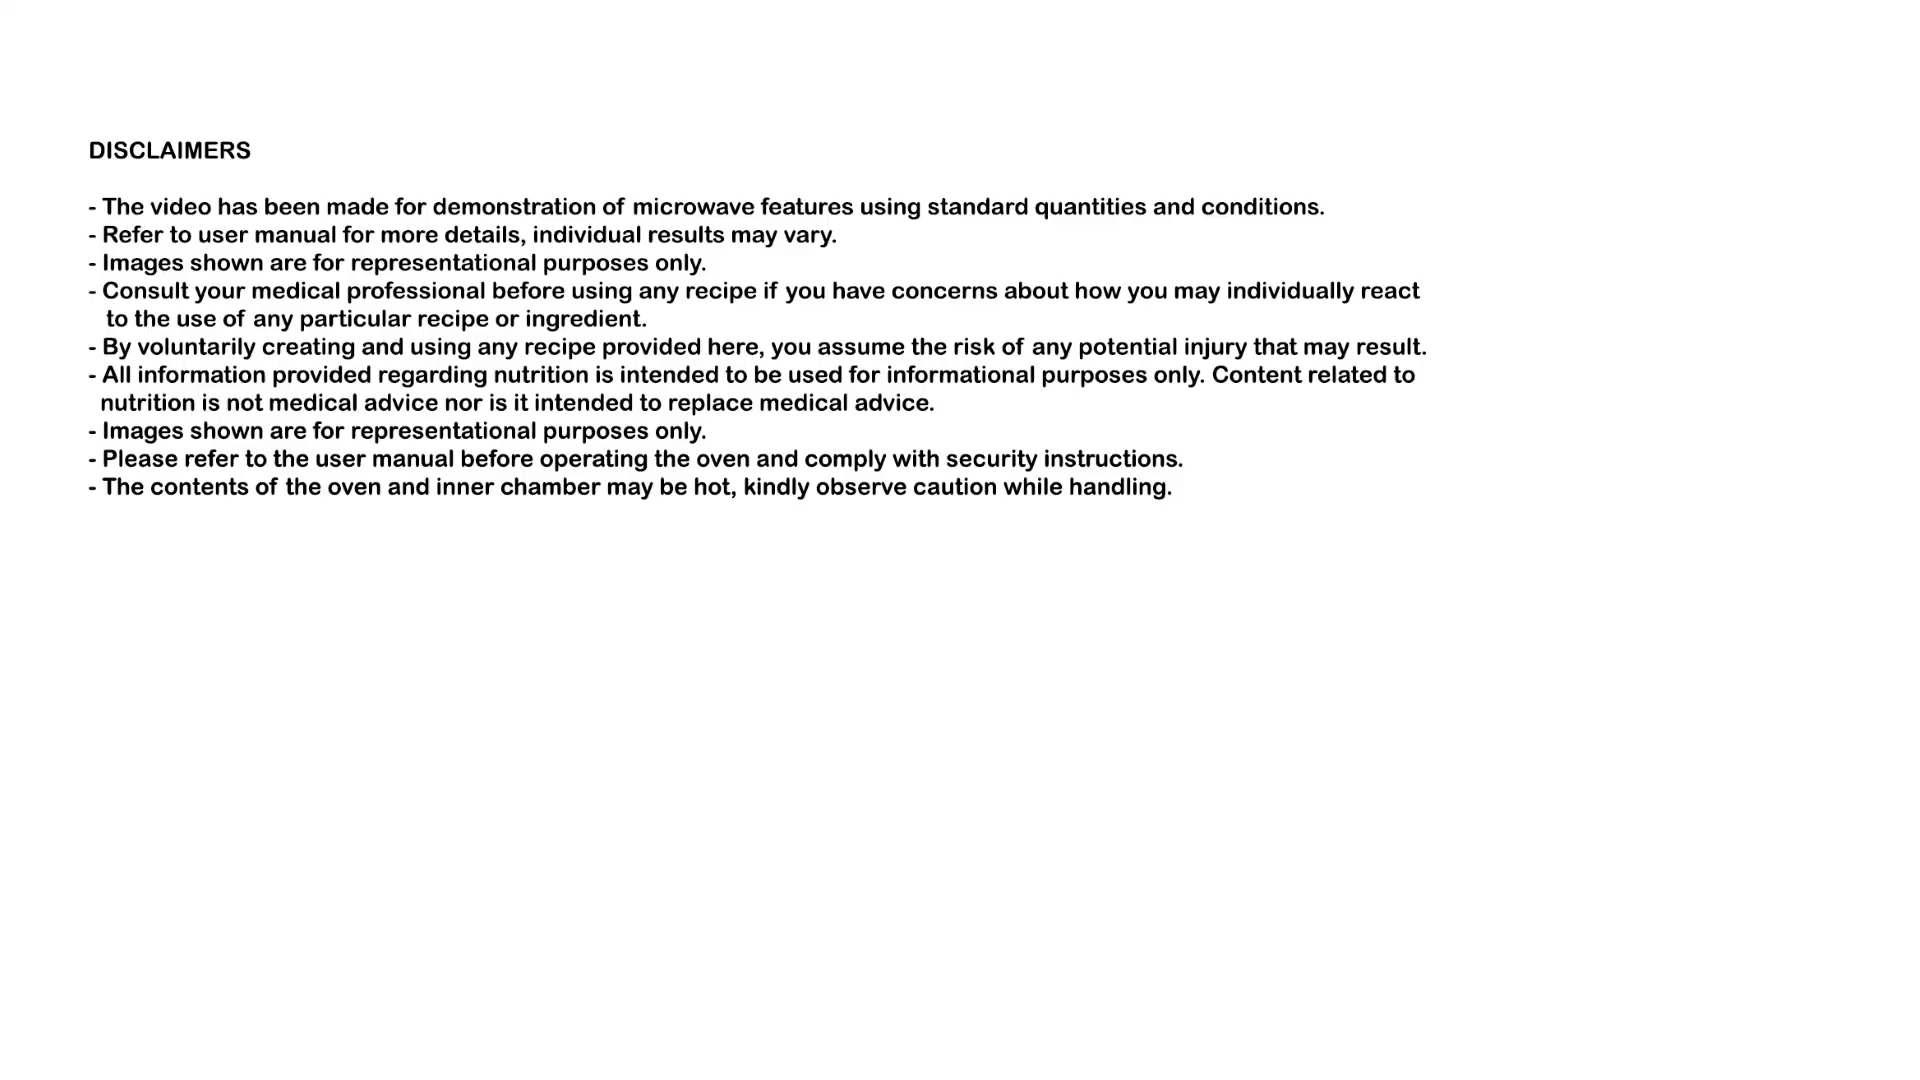 DISCLAIMERS
- The video has been made for demonstration of microwave features using standard quantities and conditions.
- Refer to user manual for more details, individual results may vary.
- Images shown are for representational purposes only.
- Consult your medical professional before using any recipe if you have concerns about how you may individually react
to the use of any particular recipe or ingredient.
- By voluntarily creating and using any recipe provided here, you assume the risk of any potential injury that may result.
- All information provided regarding nutrition is intended to be used for informational purposes only. Content related to
nutrition is not medical advice nor is it intended to replace medical advice.
- Images shown are for representational purposes only.
- Please refer to the user manual before operating the oven and comply with security instructions.
- The contents of the oven and inner chamber may be hot, kindly observe caution while handling.